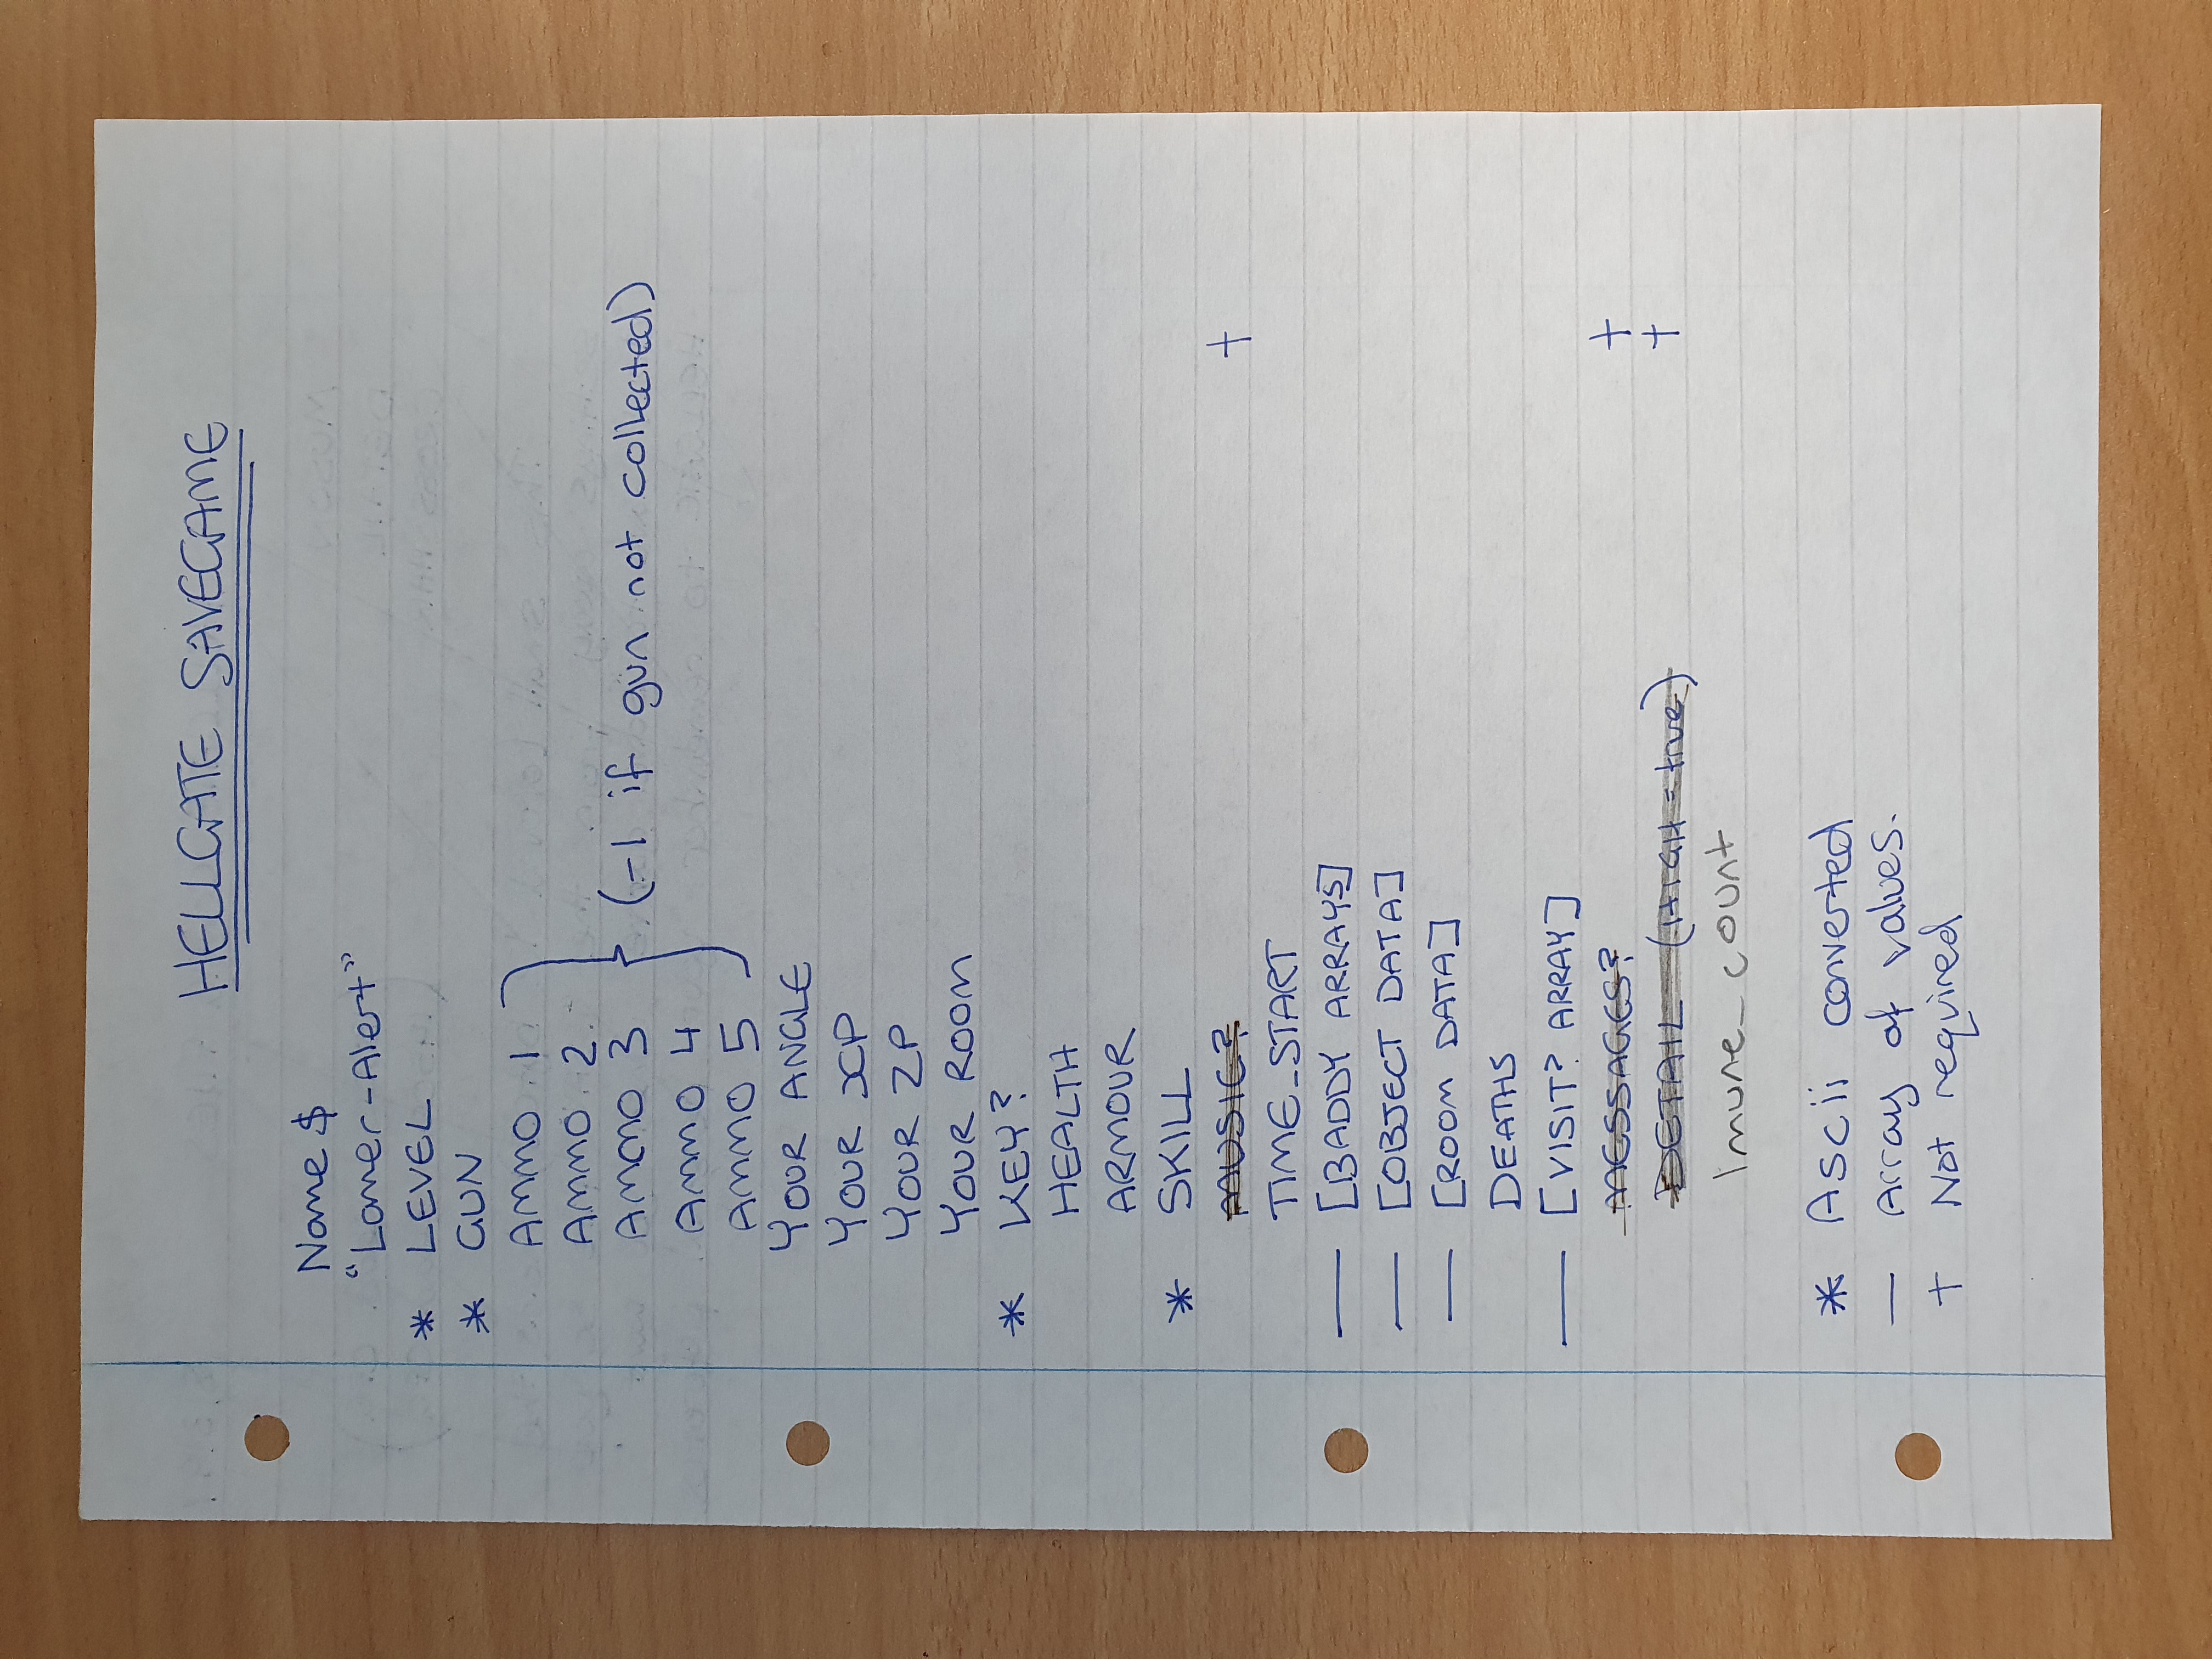 HELLGATE SAVEGAME
Name $
"Lamer-Alert"
* LEVEL
* GUN
AMMO 1
AMMO 2
AMMO 3 (-1 if gun not collected)
AMMO 4
AMMO 5
YOUR ANGLE
YOUR XP
YOUR ZP
YOUR ROOM
* KEY?
HEALTH
ARMOUR
* SKILL
MUSIC? †
TIME_START
— [BADDY ARRAYS]
— [OBJECT DATA]
— [ROOM DATA]
DEATHS
— [VISIT? ARRAY]
MESSAGES? †
DETAIL (HIGH = true) †
Imune_count
* Ascii converted
— Array of values.
† Not required